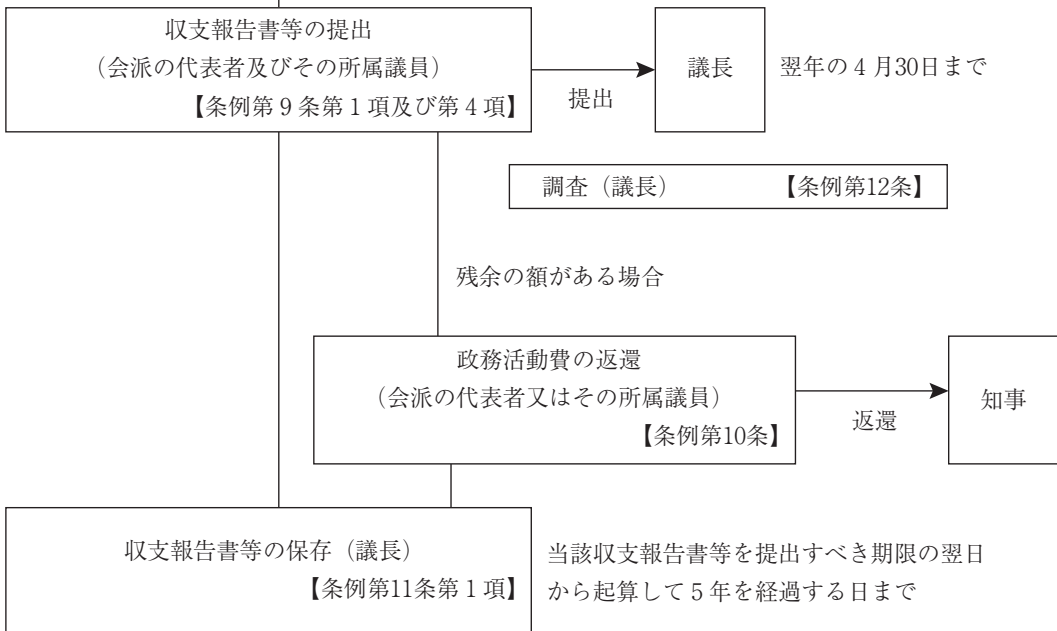 収支報告書等の提出
（会派の代表者及びその所属議員）
【条例第９条第１項及び第４項】
提出
議長
翌年の４月30日まで
調査（議長）　　【条例第12条】
残余の額がある場合
政務活動費の返還
（会派の代表者又はその所属議員）
【条例第10条】
返還
知事
収支報告書等の保存（議長）
【条例第11条第１項】
当該収支報告書等を提出すべき期限の翌日
から起算して５年を経過する日まで